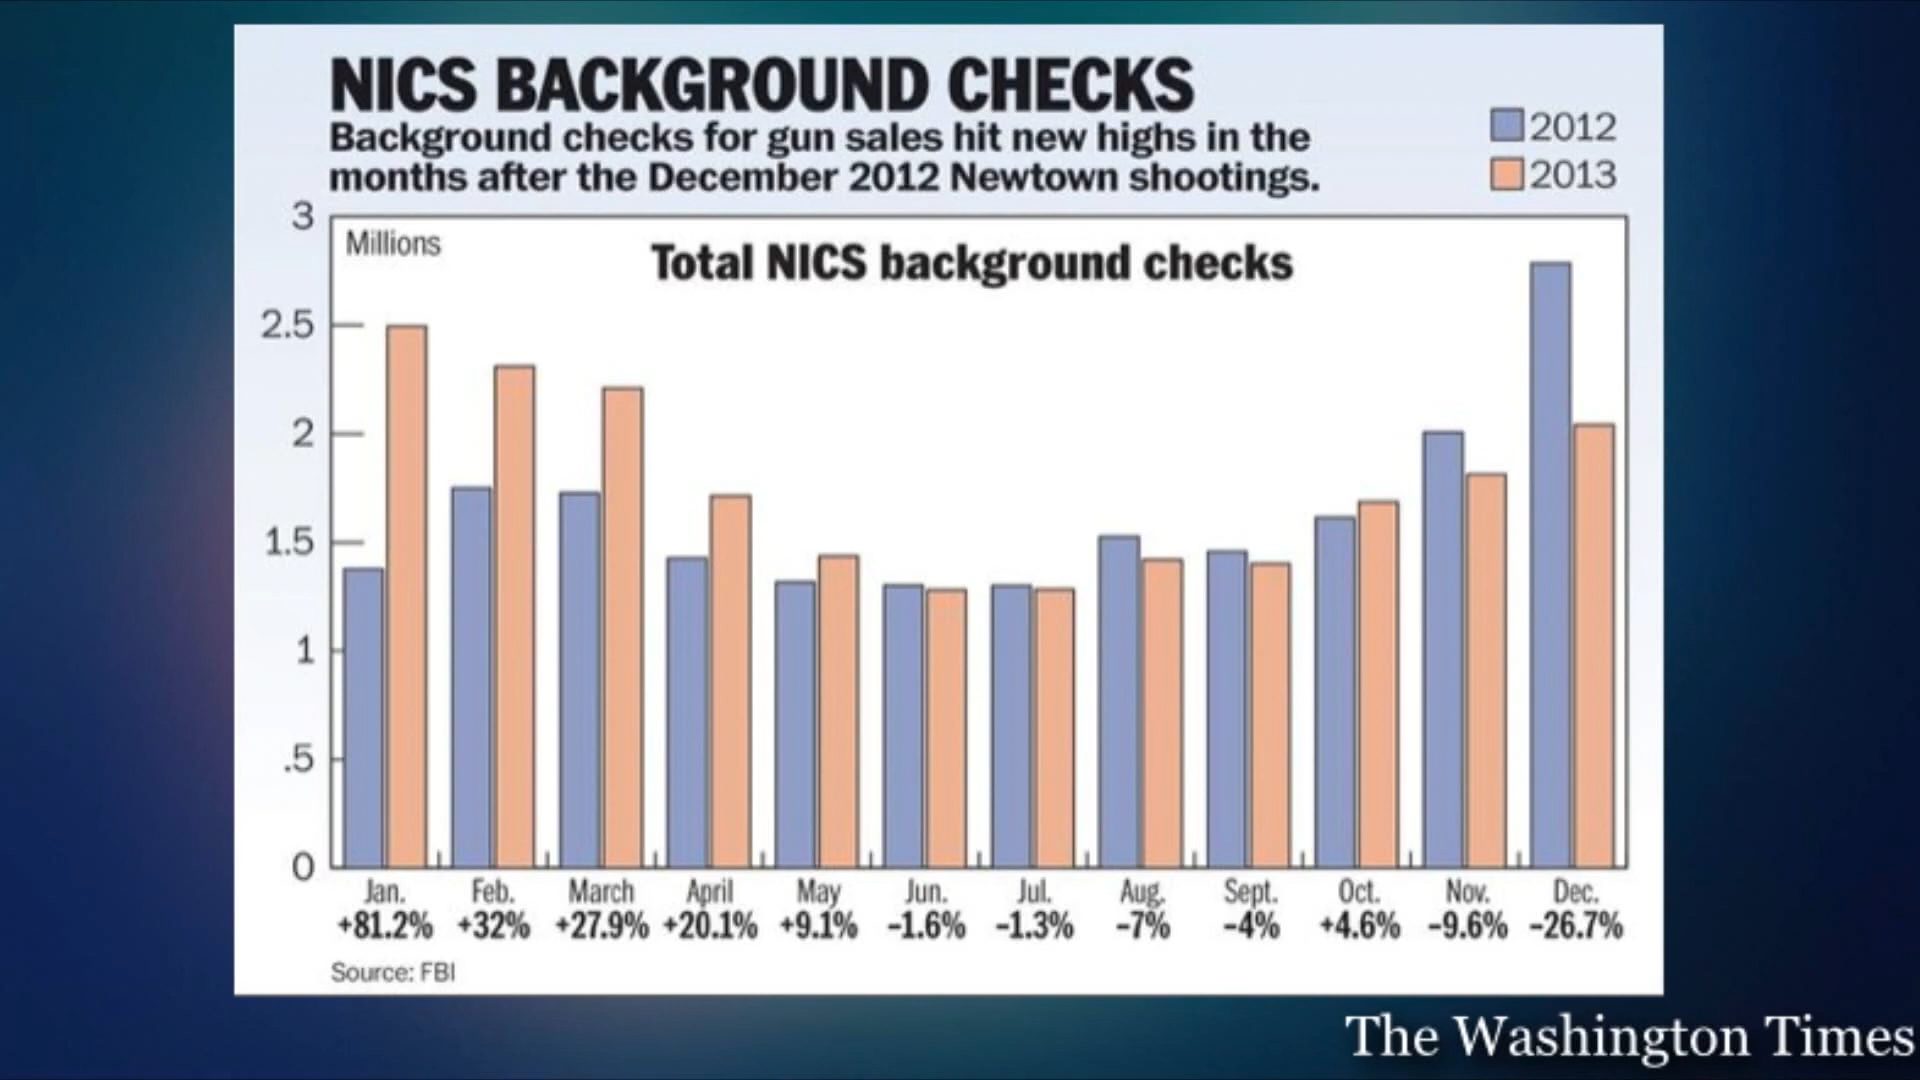 NICS BACKGROUND CHECKS
Background checks for gun sales hit new highs in the
months after the December 2012 Newtown shootings.
2012
2013
Millions
Total NICS background checks
3
2.5
2
1.5
1
.5
0
Jan. Feb. March April May Jun. Jul. Aug. Sept. Oct. Nov. Dec.
+81.2% +32% +27.9% +20.1% +9.1% –1.6% –1.3% –7% –4% +4.6% –9.6% –26.7%
Source: FBI
The Washington Times